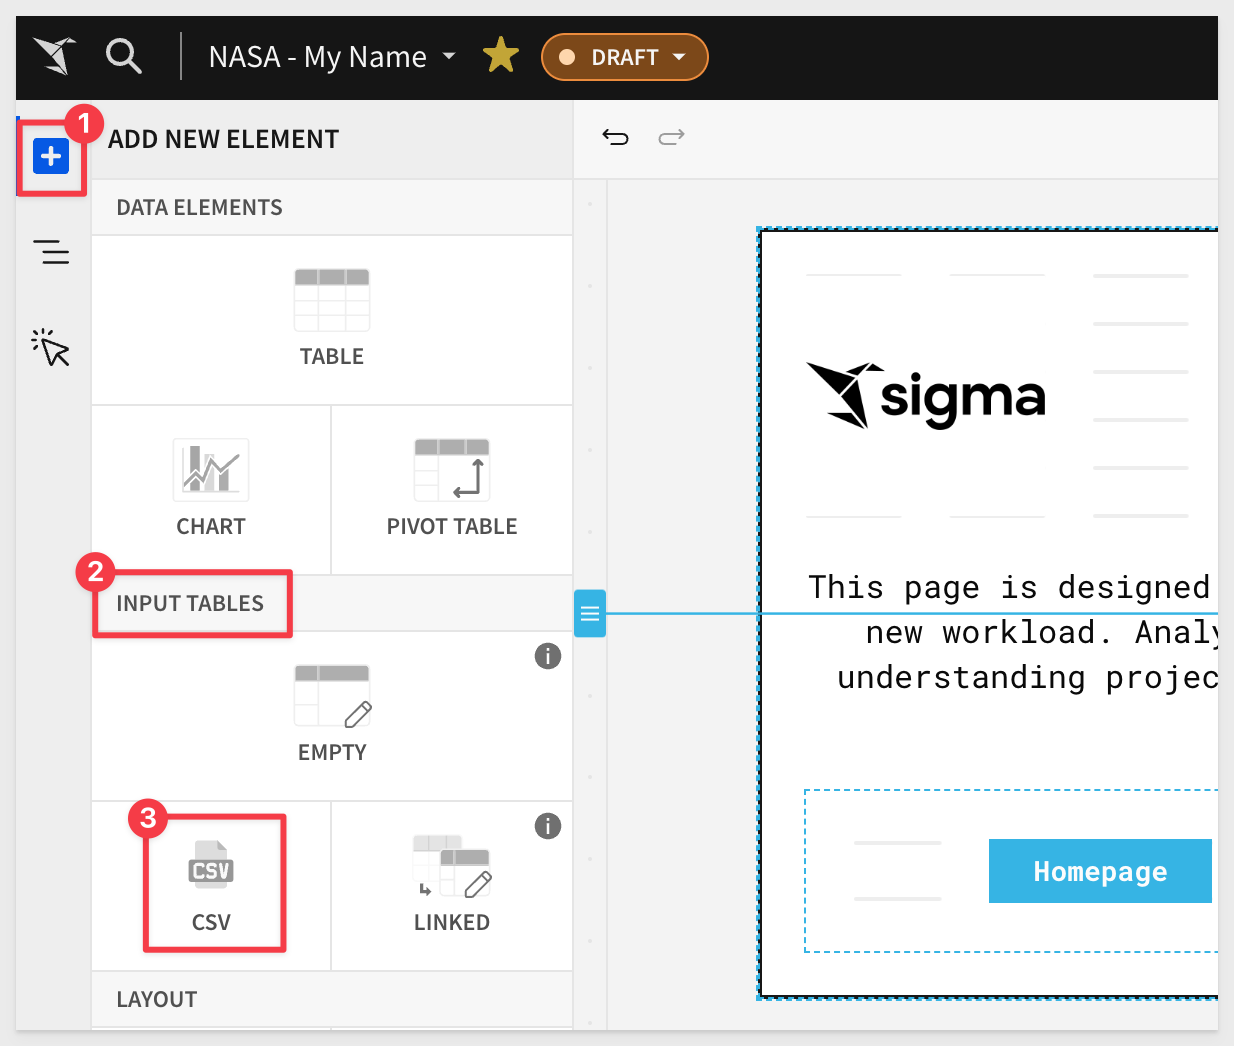 NASA - My Name
DRAFT
1
ADD NEW ELEMENT
DATA ELEMENTS
TABLE
CHART
PIVOT TABLE
2
INPUT TABLES
i
EMPTY
3
CSV
CSV
i
LINKED
LAYOUT
sigma
This page is designed
new workload. Analy
understanding projec
Homepage